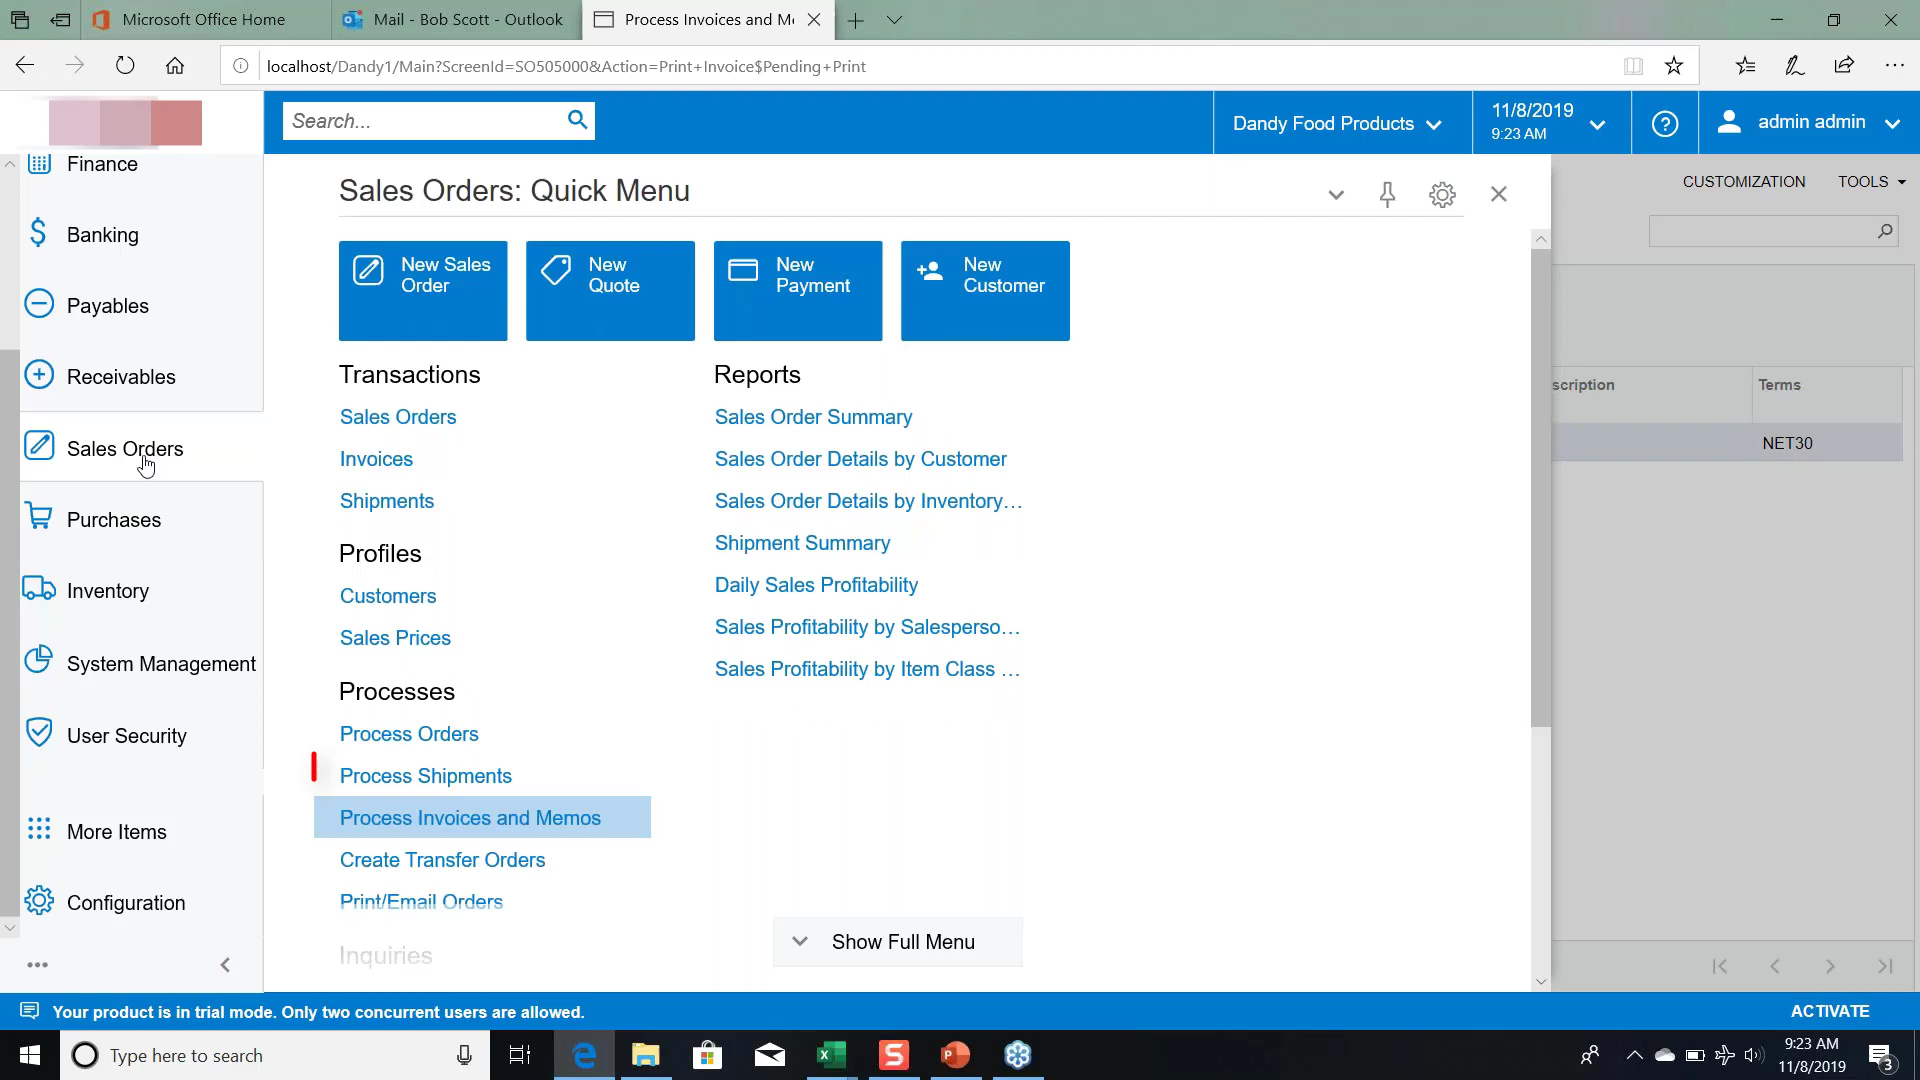 Microsoft Office Home
Mail - Bob Scott - Outlook
Process Invoices and M
localhost/Dandy1/Main?ScreenId=SO505000&Action=Print+Invoice$Pending+Print
Search...
Dandy Food Products
11/8/2019
9:23 AM
admin admin
Finance
Banking
Payables
Receivables
Sales Orders
Purchases
Inventory
System Management
User Security
More Items
Configuration
Sales Orders: Quick Menu
New Sales Order
New Quote
New Payment
New Customer
Transactions
Sales Orders
Invoices
Shipments
Profiles
Customers
Sales Prices
Processes
Process Orders
Process Shipments
Process Invoices and Memos
Create Transfer Orders
Print/Email Orders
Inquiries
Reports
Sales Order Summary
Sales Order Details by Customer
Sales Order Details by Inventory...
Shipment Summary
Daily Sales Profitability
Sales Profitability by Salesperso...
Sales Profitability by Item Class ...
Show Full Menu
CUSTOMIZATION
TOOLS
scription
Terms
NET30
Your product is in trial mode. Only two concurrent users are allowed.
ACTIVATE
Type here to search
9:23 AM
11/8/2019
3